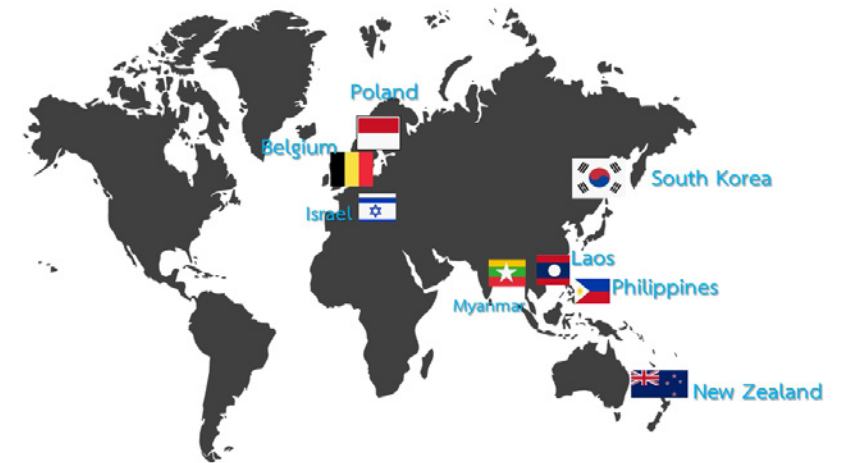 Poland
Belgium
South Korea
Israel
Laos
Philippines
Myanmar
New Zealand